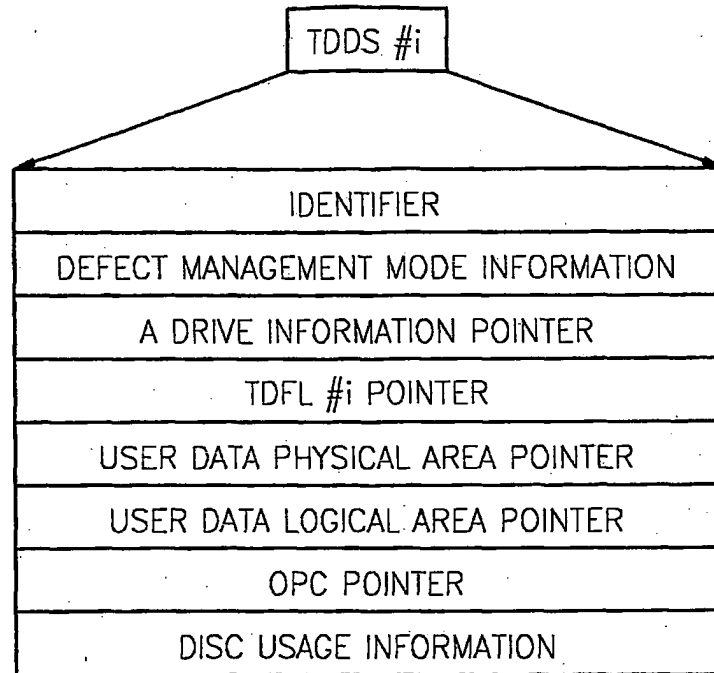 TDDS #i
IDENTIFIER
DEFECT MANAGEMENT MODE INFORMATION
A DRIVE INFORMATION POINTER
TDFL #i POINTER
USER DATA PHYSICAL AREA POINTER
USER DATA LOGICAL AREA POINTER
OPC POINTER
DISC USAGE INFORMATION